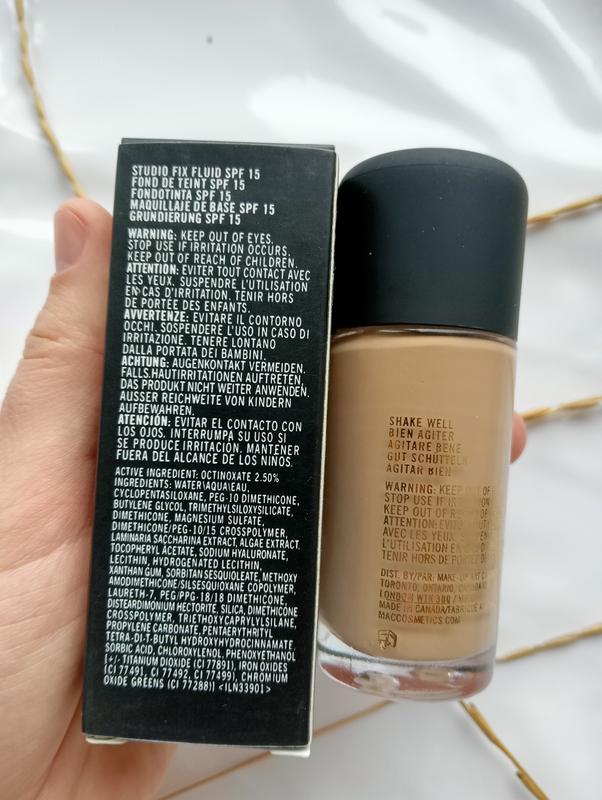 STUDIO FIX FLUID SPF 15
FOND DE TEINT SPF 15
FONDOTINTA SPF 15
MAQUILLAJE DE BASE SPF 15
GRUNDIERUNG SPF 15
WARNING: KEEP OUT OF EYES.
STOP USE IF IRRITATION OCCURS.
KEEP OUT OF REACH OF CHILDREN.
ATTENTION: EVITER TOUT CONTACT AVEC
LES YEUX. SUSPENDRE L'UTILISATION
EN CAS D'IRRITATION. TENIR HORS
DE PORTÉE DES ENFANTS.
AVVERTENZE: EVITARE IL CONTORNO
OCCHI. SOSPENDERE L'USO IN CASO DI
IRRITAZIONE. TENERE LONTANO
DALLA PORTATA DEI BAMBINI.
ACHTUNG: AUGENKONTAKT VERMEIDEN.
FALLS HAUTIRRITATIONEN AUFTRETEN,
DAS PRODUKT NICHT WEITER ANWENDEN.
AUSSER REICHWEITE VON KINDERN
AUFBEWAHREN.
ATENCIÓN: EVITAR EL CONTACTO CON
LOS OJOS. INTERRUMPA SU USO SI
SE PRODUCE IRRITACIÓN. MANTENER
FUERA DEL ALCANCE DE LOS NIÑOS.
ACTIVE INGREDIENT: OCTINOXATE 2.50%
INGREDIENTS: WATER\AQUA\EAU,
CYCLOPENTASILOXANE, PEG-10 DIMETHICONE,
BUTYLENE GLYCOL, TRIMETHYLSILOXYSILICATE,
DIMETHICONE, MAGNESIUM SULFATE,
DIMETHICONE/PEG-10/15 CROSSPOLYMER,
LAMINARIA SACCHARINA EXTRACT, ALGAE EXTRACT,
TOCOPHERYL ACETATE, SODIUM HYALURONATE,
LECITHIN, HYDROGENATED LECITHIN,
XANTHAN GUM, SORBITAN SESQUIOLEATE, METHOXY
AMODIMETHICONE/SILSESQUIOXANE COPOLYMER,
LAURETH-7, PEG/PPG-18/18 DIMETHICONE
DISTEARDIMONIUM HECTORITE, SILICA, DIMETHICONE
CROSSPOLYMER, TRIETHOXYCAPRYLYLSILANE,
PROPYLENE CARBONATE, PENTAERYTHRITYL
TETRA-DI-T-BUTYL HYDROXYHYDROCINNAMATE,
SORBIC ACID, CHLOROXYLENOL, PHENOXYETHANOL
[+/- TITANIUM DIOXIDE (CI 77891), IRON OXIDES
(CI 77491, CI 77492, CI 77499), CHROMIUM
OXIDE GREENS (CI 77288)] <ILN33901>
SHAKE WELL
BIEN AGITER
AGITARE BENE
GUT SCHUTTELN
AGITAR BIEN
WARNING: KEEP OUT OF
STOP USE IF
KEEP OUT OF
ATTENTION:
AVEC LES YEUX.
L'UTILISATION EN
TENIR HORS DE
DIST. BY/PAR: MAKE-UP ART
TORONTO, ONTARIO,
LONDON W1K 3BQ
MADE IN CANADA/FABRIQUÉ
MACCOSMETICS.COM